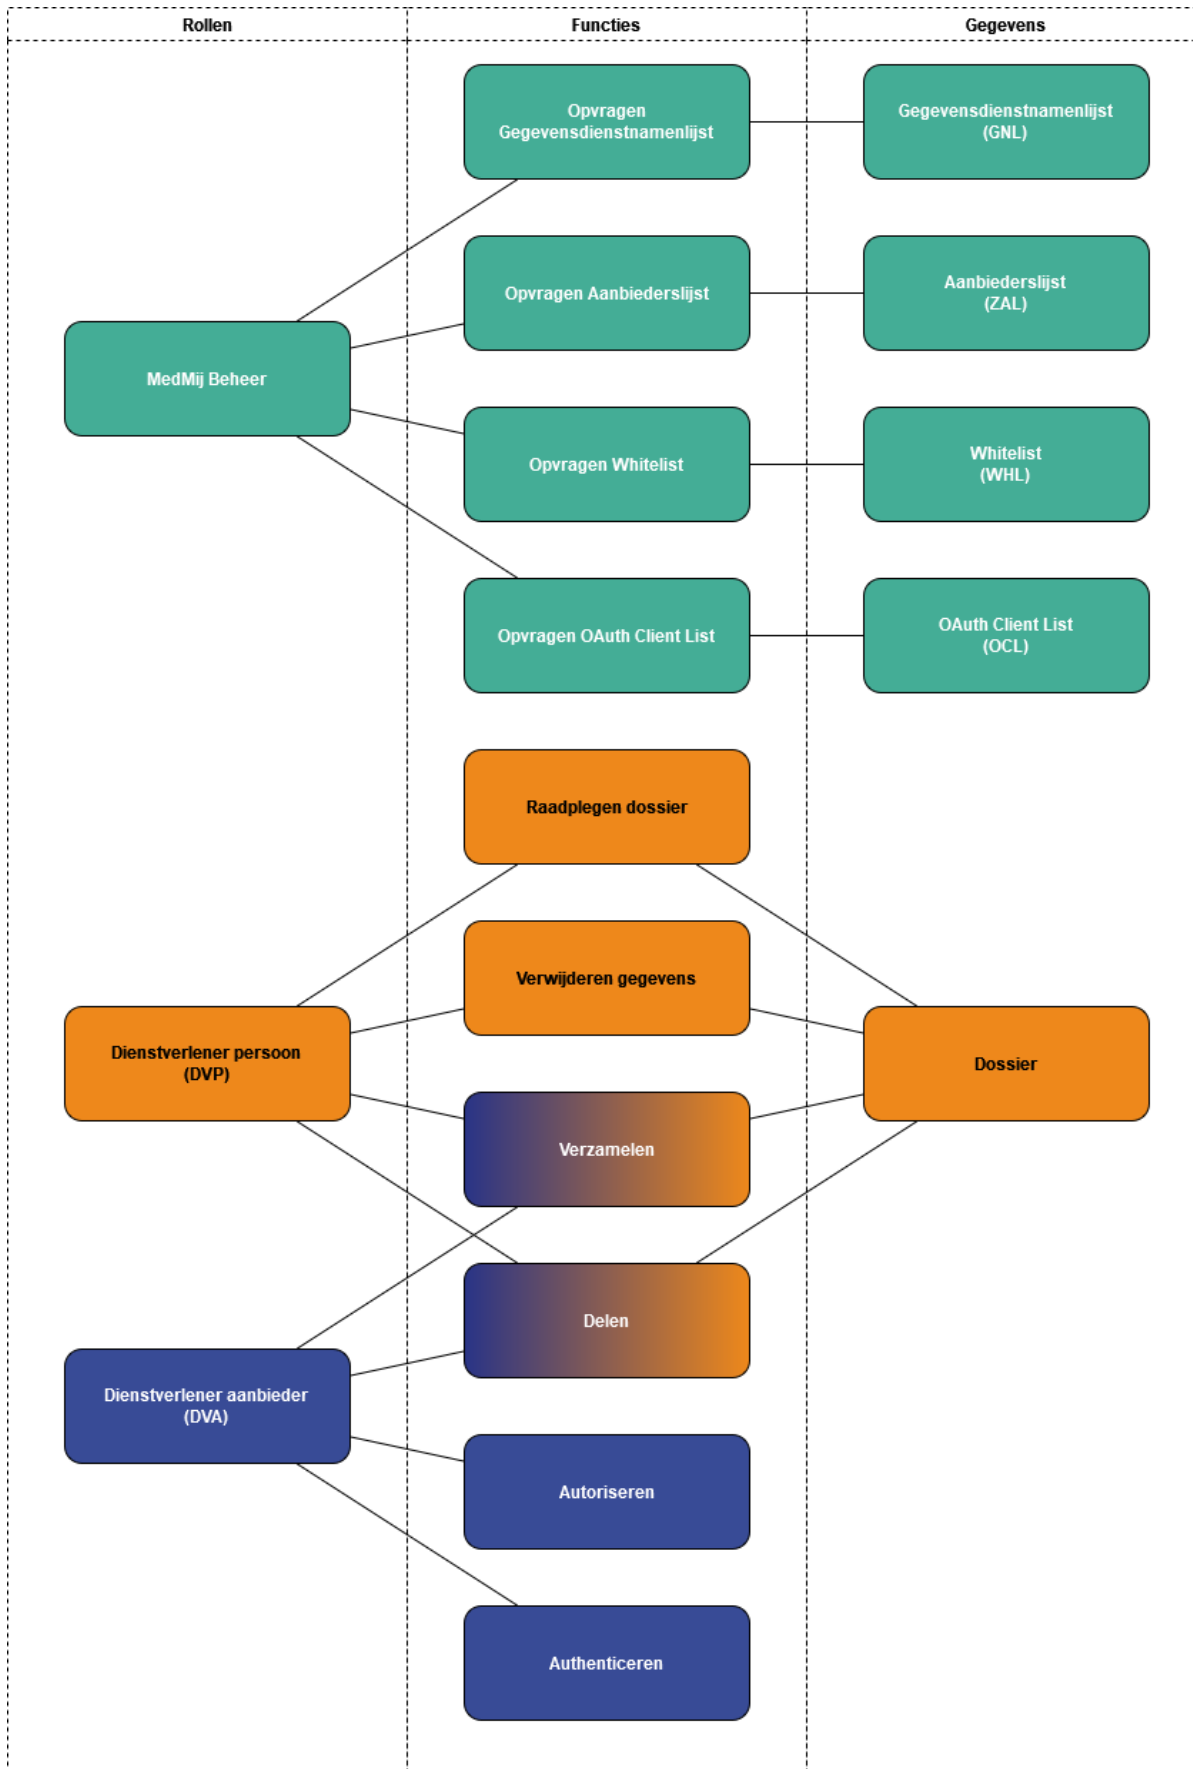 Rollen
Functies
Gegevens
Opvragen
Gegevensdienstnamenlijst
Gegevensdienstnamenlijst
(GNL)
Opvragen Aanbiederslijst
Aanbiederslijst
(ZAL)
MedMij Beheer
Opvragen Whitelist
Whitelist
(WHL)
Opvragen OAuth Client List
OAuth Client List
(OCL)
Raadplegen dossier
Verwijderen gegevens
Dienstverlener persoon
(DVP)
Dossier
Verzamelen
Delen
Dienstverlener aanbieder
(DVA)
Autoriseren
Authenticeren